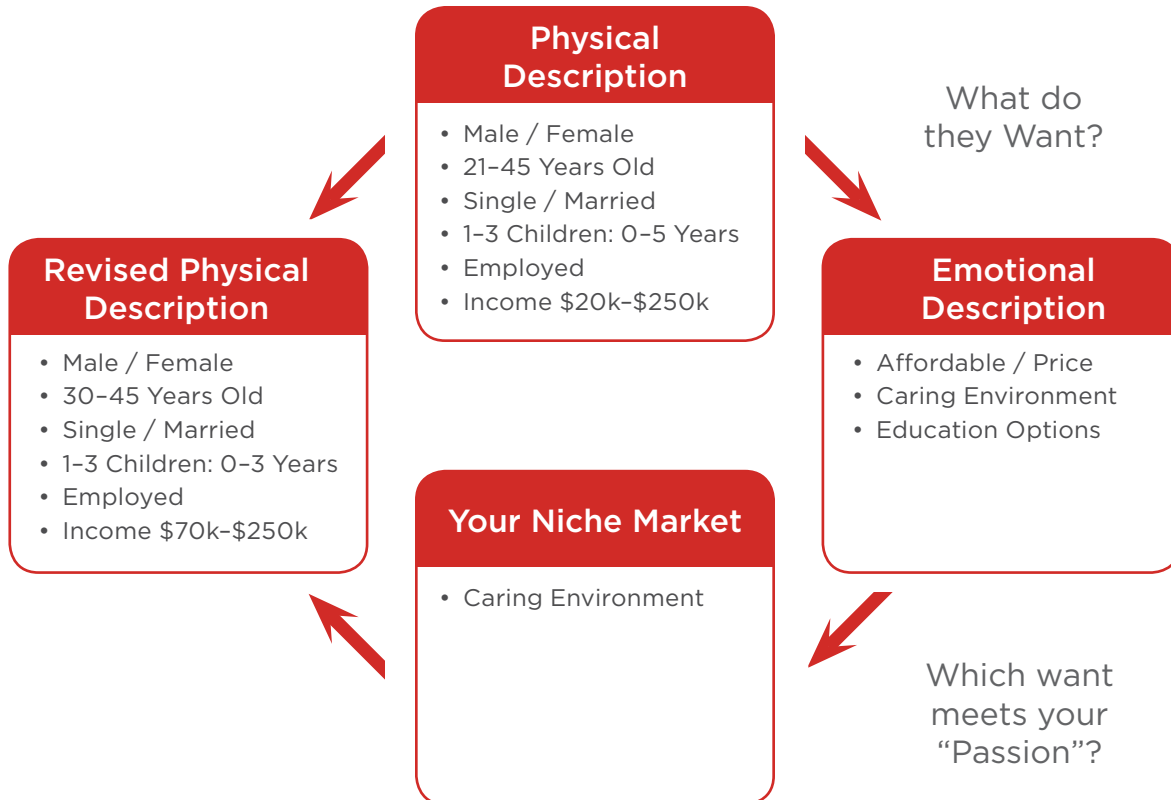 Physical
Description
• Male / Female
• 21–45 Years Old
• Single / Married
• 1–3 Children: 0–5 Years
• Employed
• Income $20k–$250k
What do
they Want?
Emotional
Description
• Affordable / Price
• Caring Environment
• Education Options
Which want
meets your
“Passion”?
Your Niche Market
• Caring Environment
Revised Physical
Description
• Male / Female
• 30–45 Years Old
• Single / Married
• 1–3 Children: 0–3 Years
• Employed
• Income $70k–$250k